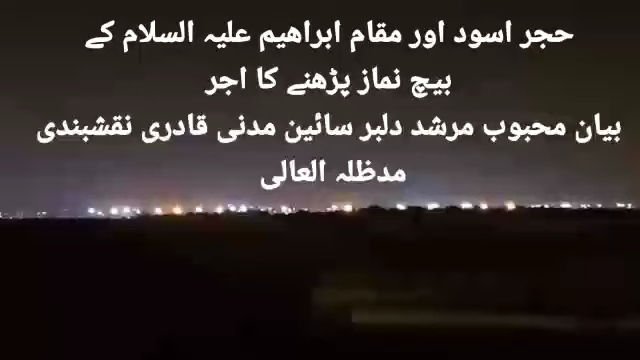 حجر اسود اور مقام ابراھیم علیہ السلام کے
بیچ نماز پڑھنے کا اجر
بیان محبوب مرشد دلبر سائین مدنی قادری نقشبندی
مدظلہ العالی